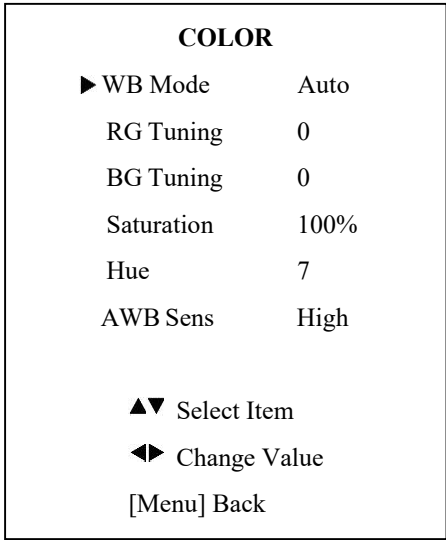 COLOR
▶WB Mode Auto
RG Tuning 0
BG Tuning 0
Saturation 100%
Hue 7
AWB Sens High
▲▼ Select Item
◀▶ Change Value
[Menu] Back